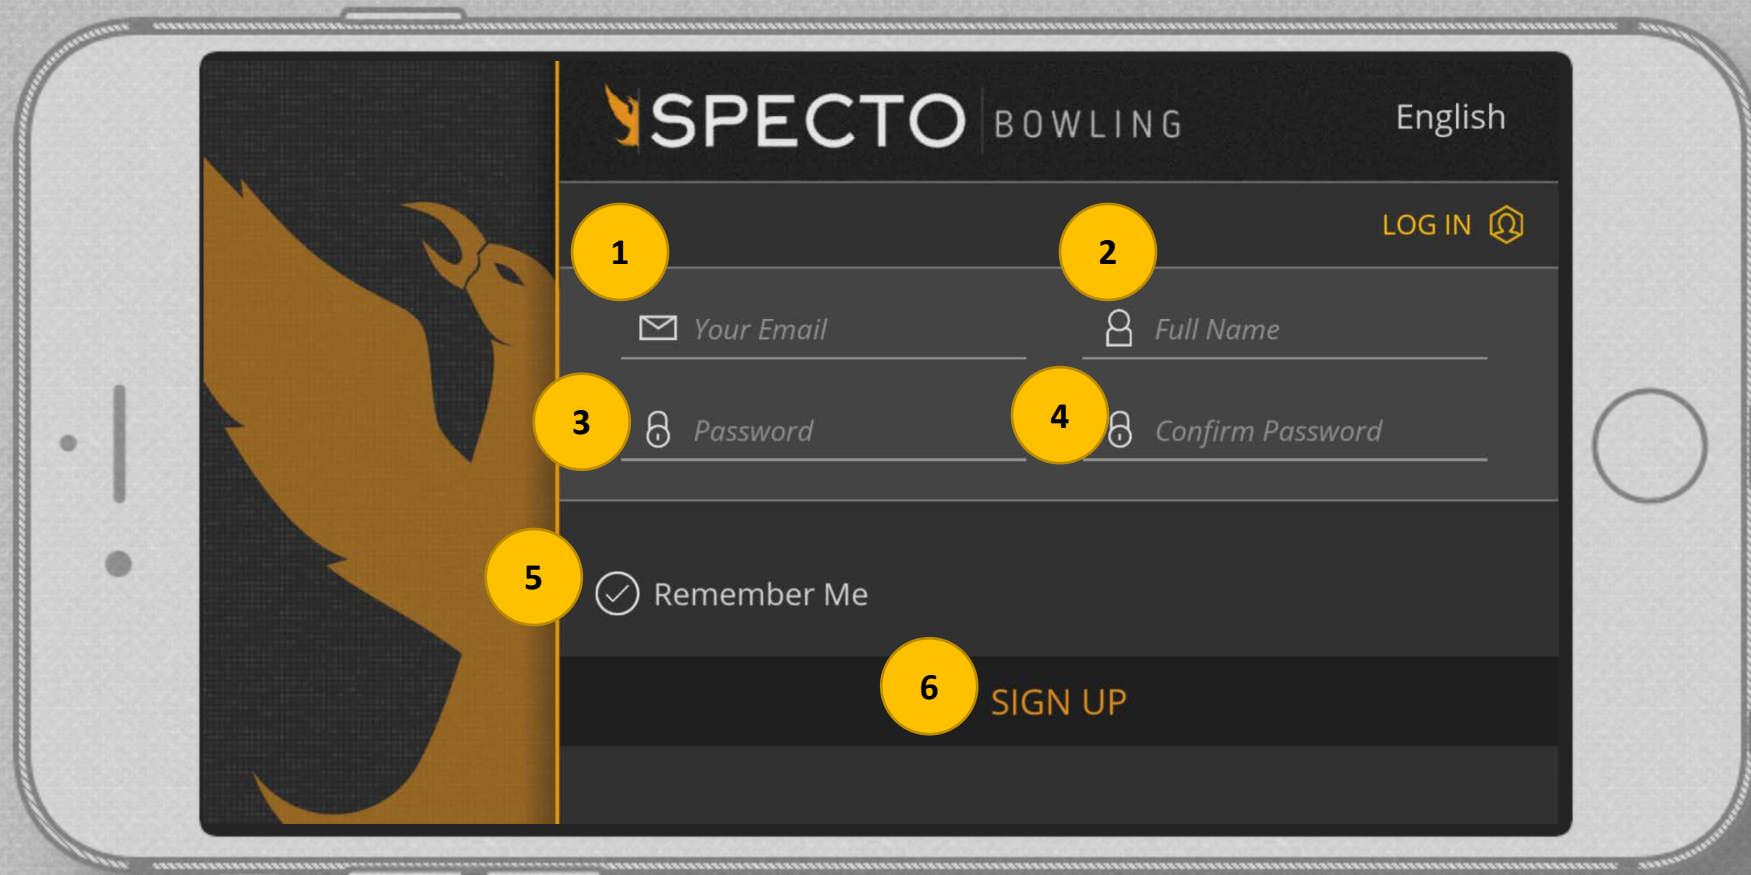 SPECTO BOWLING
English
LOG IN
1
2
Your Email
Full Name
3
Password
4
Confirm Password
5
Remember Me
6
SIGN UP